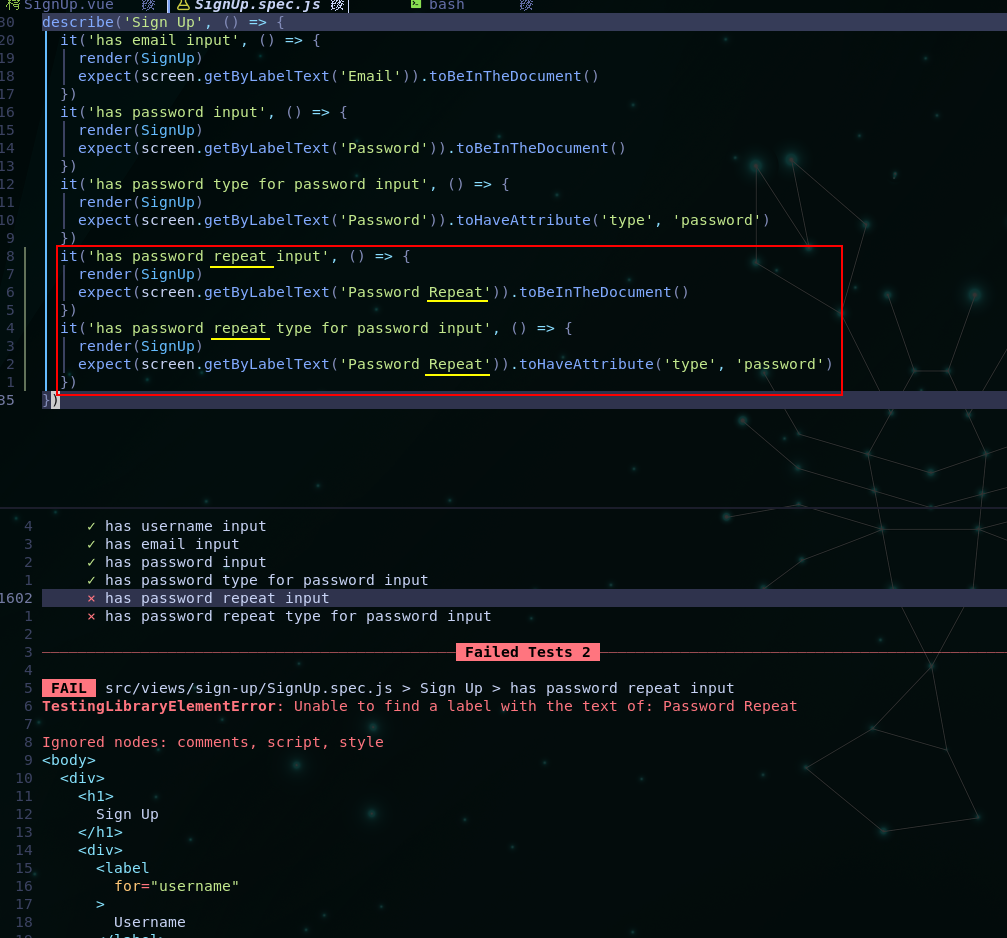 SignUp.vue SignUp.spec.js bash
30 describe('Sign Up', () => {
20 it('has email input', () => {
19 render(SignUp)
18 expect(screen.getByLabelText('Email')).toBeInTheDocument()
17 })
16 it('has password input', () => {
15 render(SignUp)
14 expect(screen.getByLabelText('Password')).toBeInTheDocument()
13 })
12 it('has password type for password input', () => {
11 render(SignUp)
10 expect(screen.getByLabelText('Password')).toHaveAttribute('type', 'password')
9 })
8 it('has password repeat input', () => {
7 render(SignUp)
6 expect(screen.getByLabelText('Password Repeat')).toBeInTheDocument()
5 })
4 it('has password repeat type for password input', () => {
3 render(SignUp)
2 expect(screen.getByLabelText('Password Repeat')).toHaveAttribute('type', 'password')
1 })
35 })
4 ✓ has username input
3 ✓ has email input
2 ✓ has password input
1 ✓ has password type for password input
1602 × has password repeat input
1 × has password repeat type for password input
2
3 Failed Tests 2
4
5 FAIL src/views/sign-up/SignUp.spec.js > Sign Up > has password repeat input
6 TestingLibraryElementError: Unable to find a label with the text of: Password Repeat
7
8 Ignored nodes: comments, script, style
9 <body>
10 <div>
11 <h1>
12 Sign Up
13 </h1>
14 <div>
15 <label
16 for="username"
17 >
18 Username
19 </label>